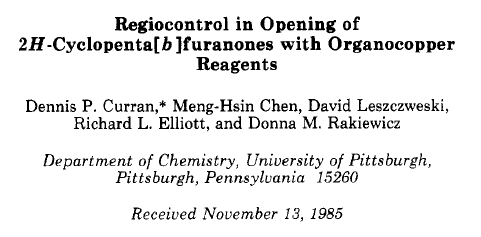 Regiocontrol in Opening of
2H-Cyclopenta[b]furanones with Organocopper
Reagents
Dennis P. Curran,* Meng-Hsin Chen, David Leszczweski,
Richard L. Elliott, and Donna M. Rakiewicz
Department of Chemistry, University of Pittsburgh,
Pittsburgh, Pennsylvania 15260
Received November 13, 1985